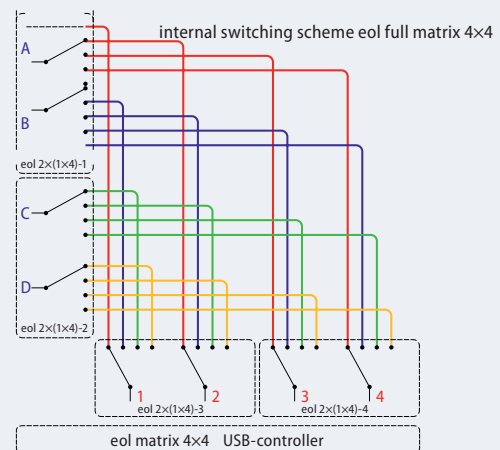 internal switching scheme eol full matrix 4×4
A
B
eol 2×(1×4)-1
C
D
eol 2×(1×4)-2
1 2 3 4
eol 2×(1×4)-3 eol 2×(1×4)-4
eol matrix 4×4 USB-controller